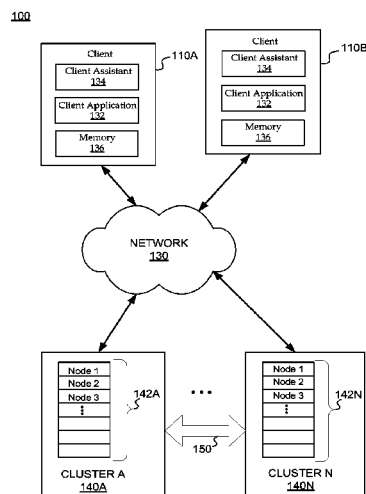 100
Client
Client Assistant
134
Client Application
132
Memory
136
110A
Client
Client Assistant
134
Client Application
132
Memory
136
110B
NETWORK
130
Node 1
Node 2
Node 3
142A
CLUSTER A
140A
150
Node 1
Node 2
Node 3
142N
CLUSTER N
140N